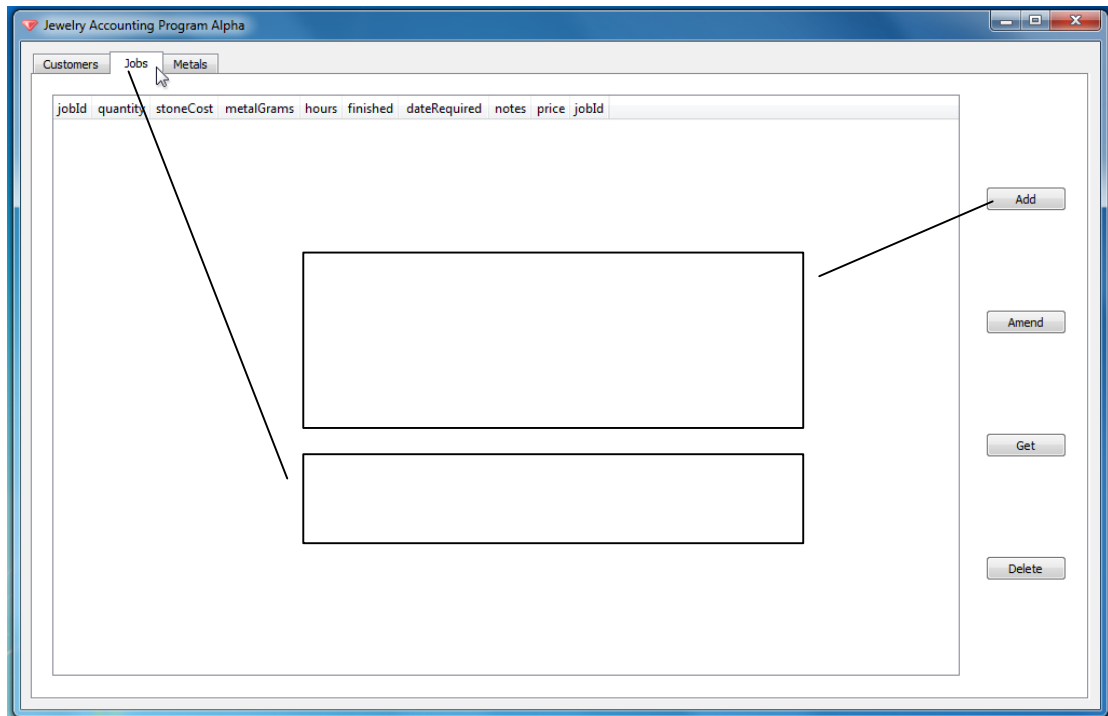 Jewelry Accounting Program Alpha
Customers Jobs Metals
jobId quantity stoneCost metalGrams hours finished dateRequired notes price jobId
Add
Amend
Get
Delete